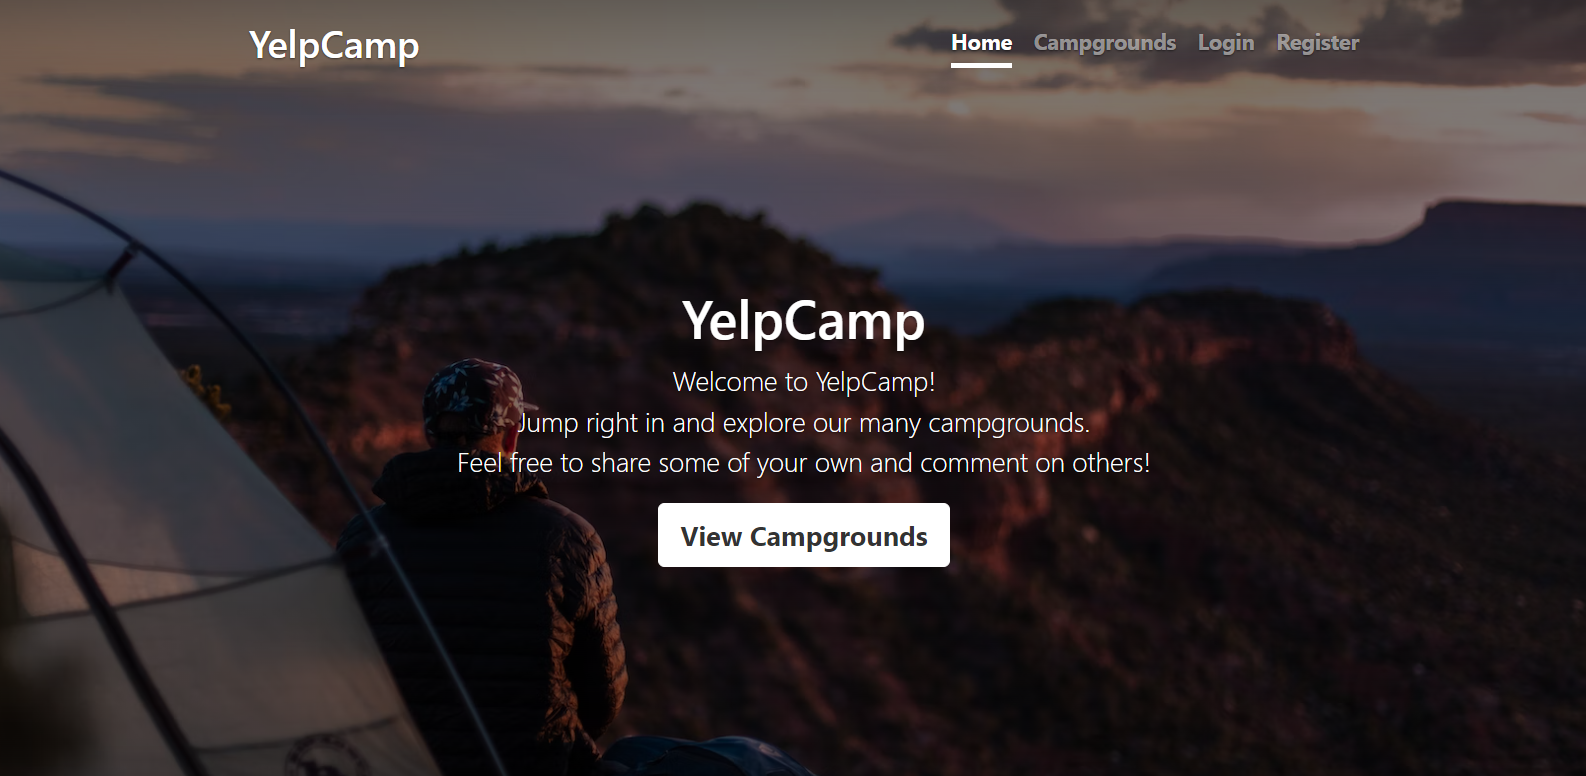 YelpCamp
Home Campgrounds Login Register
YelpCamp
Welcome to YelpCamp!
Jump right in and explore our many campgrounds.
Feel free to share some of your own and comment on others!
View Campgrounds